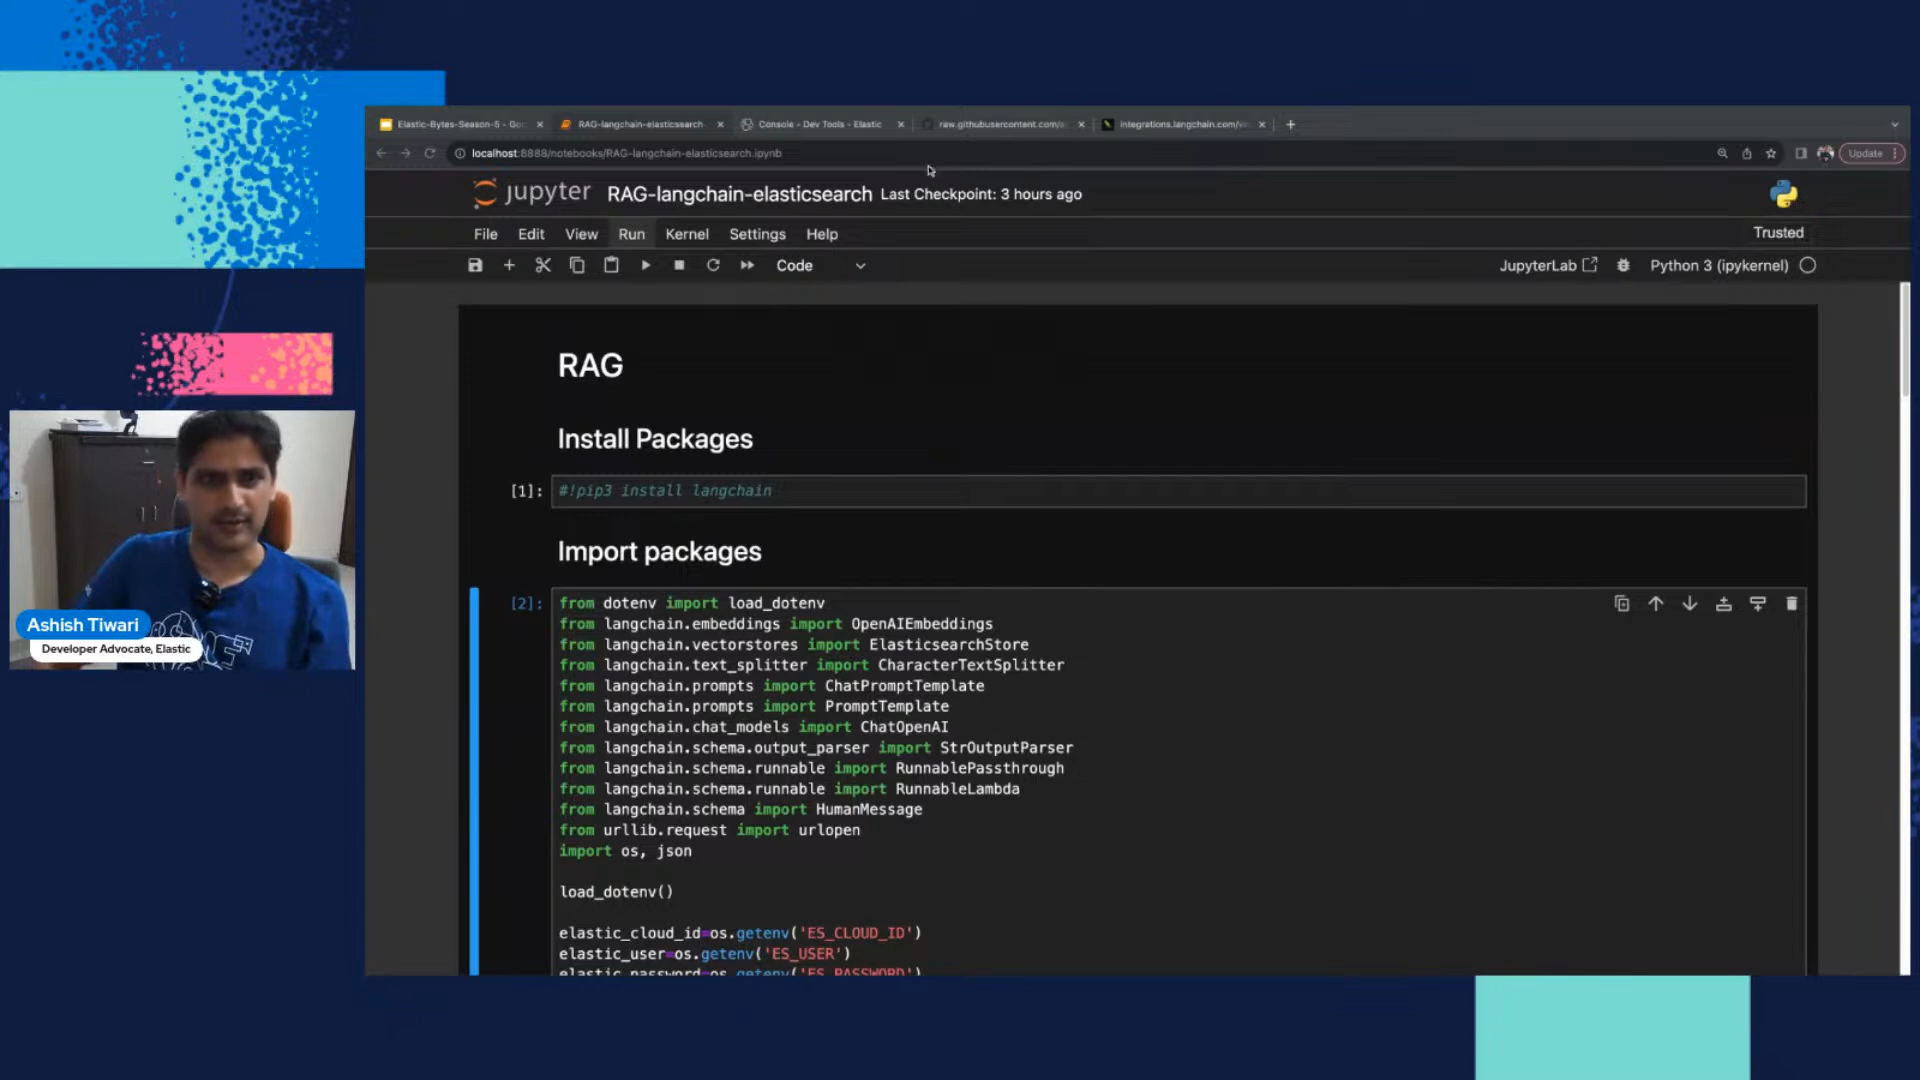 Elastic-Bytes-Season-5 - Goo
RAG-langchain-elasticsearch
Console - Dev Tools - Elastic
raw.githubusercontent.com/a
integrations.langchain.com/v
localhost:8888/notebooks/RAG-langchain-elasticsearch.ipynb
Update
jupyter RAG-langchain-elasticsearch Last Checkpoint: 3 hours ago
File Edit View Run Kernel Settings Help
Trusted
Code
JupyterLab
Python 3 (ipykernel)
RAG
Install Packages
[1]: #!pip3 install langchain
Import packages
[2]: from dotenv import load_dotenv
from langchain.embeddings import OpenAIEmbeddings
from langchain.vectorstores import ElasticsearchStore
from langchain.text_splitter import CharacterTextSplitter
from langchain.prompts import ChatPromptTemplate
from langchain.prompts import PromptTemplate
from langchain.chat_models import ChatOpenAI
from langchain.schema.output_parser import StrOutputParser
from langchain.schema.runnable import RunnablePassthrough
from langchain.schema.runnable import RunnableLambda
from langchain.schema import HumanMessage
from urllib.request import urlopen
import os, json
load_dotenv()
elastic_cloud_id=os.getenv('ES_CLOUD_ID')
elastic_user=os.getenv('ES_USER')
elastic_password=os.getenv('ES_PASSWORD')
Ashish Tiwari
Developer Advocate, Elastic